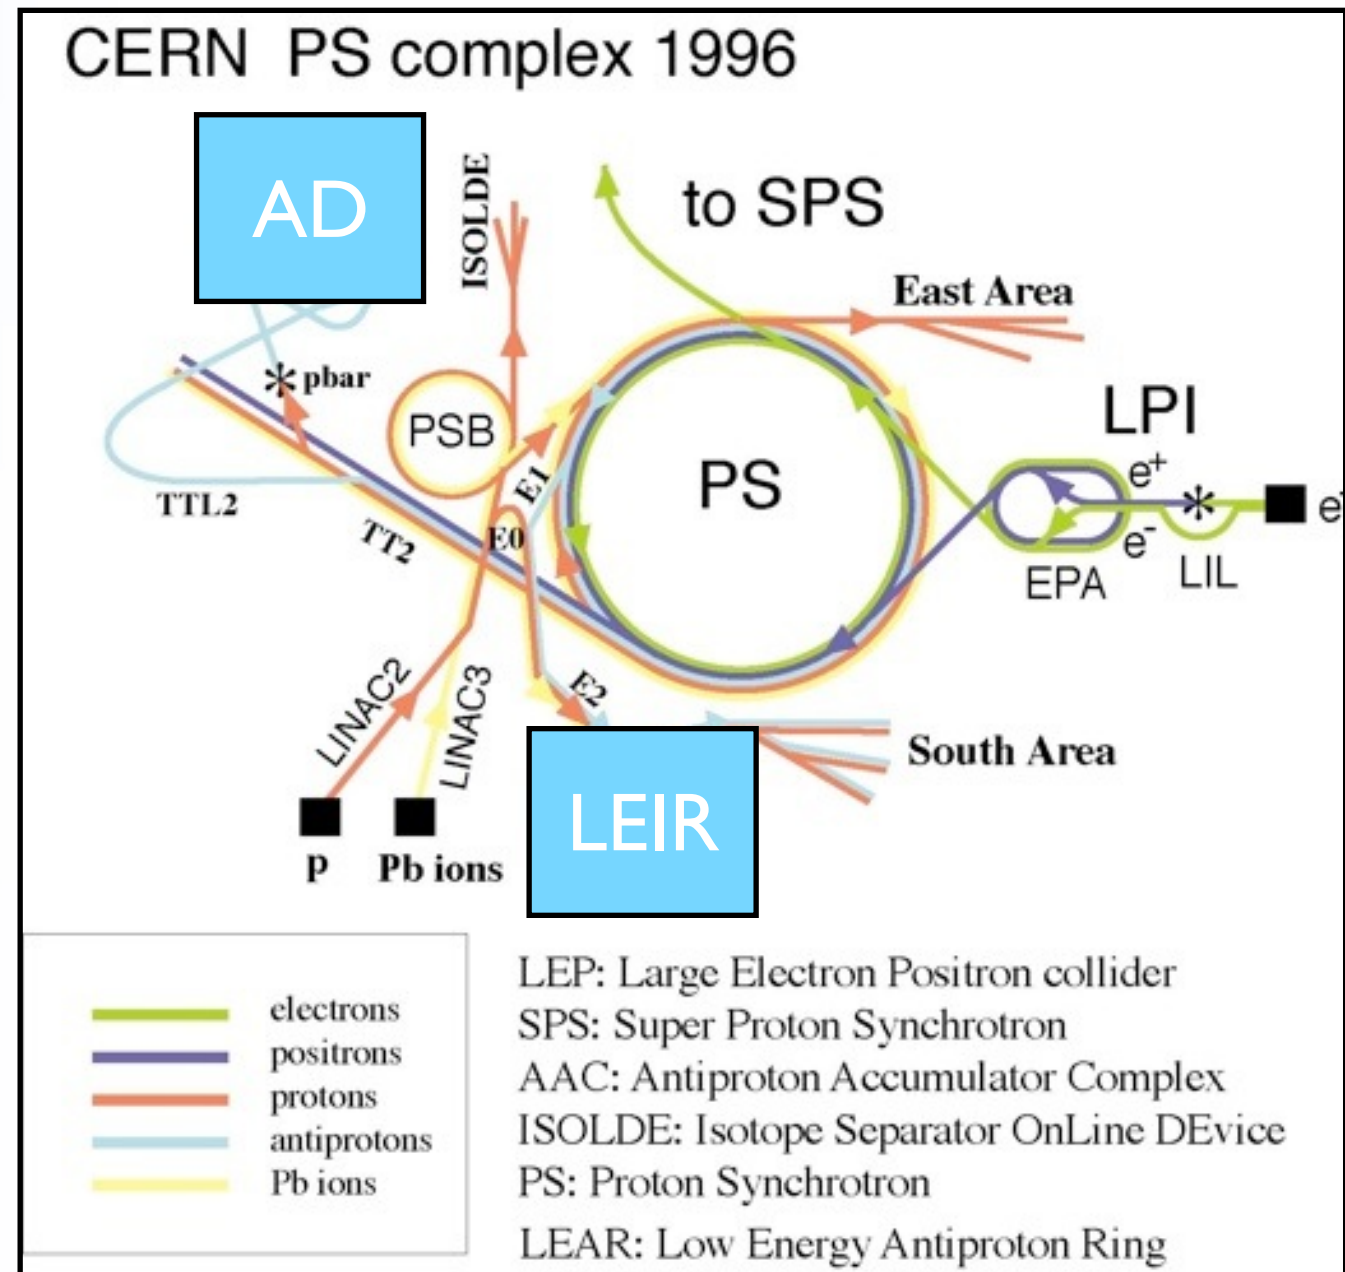 CERN PS complex 1996
AD
ISOLDE
to SPS
East Area
pbar
PSB
LPI
PS
E1
e+
e-
e-
TTL2
TT2
E0
EPA
LIL
LINAC2
LINAC3
E2
South Area
LEIR
p
Pb ions
electrons
positrons
protons
antiprotons
Pb ions
LEP: Large Electron Positron collider
SPS: Super Proton Synchrotron
AAC: Antiproton Accumulator Complex
ISOLDE: Isotope Separator OnLine DEvice
PS: Proton Synchrotron
LEAR: Low Energy Antiproton Ring